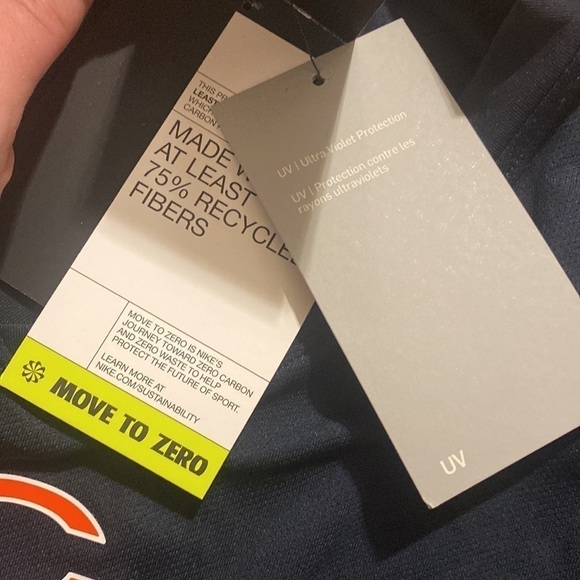 THIS
LEAST
WHICH
CARBON
MADE
AT LEAST
75% RECYCLE
FIBERS
MOVE TO ZERO IS NIKE'S
JOURNEY TOWARD ZERO CARBON
AND ZERO WASTE TO HELP
PROTECT THE FUTURE OF SPORT.
LEARN MORE AT
NIKE.COM/SUSTAINABILITY
MOVE TO ZERO
UV | Ultra Violet Protection
UV | Protection contre les
rayons ultraviolets
UV